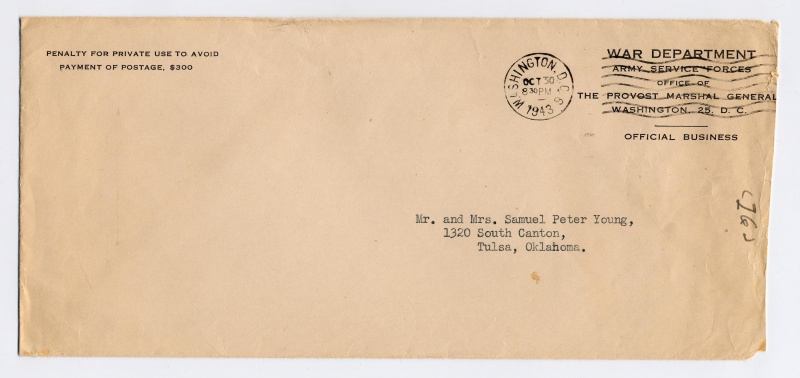 PENALTY FOR PRIVATE USE TO AVOID
PAYMENT OF POSTAGE, $300
WASHINGTON, D.C.
OCT 30
8 30 PM
1943
WAR DEPARTMENT
ARMY SERVICE FORCES
OFFICE OF
THE PROVOST MARSHAL GENERAL
WASHINGTON, 25, D. C.
OFFICIAL BUSINESS
Mr. and Mrs. Samuel Peter Young,
1320 South Canton,
Tulsa, Oklahoma.